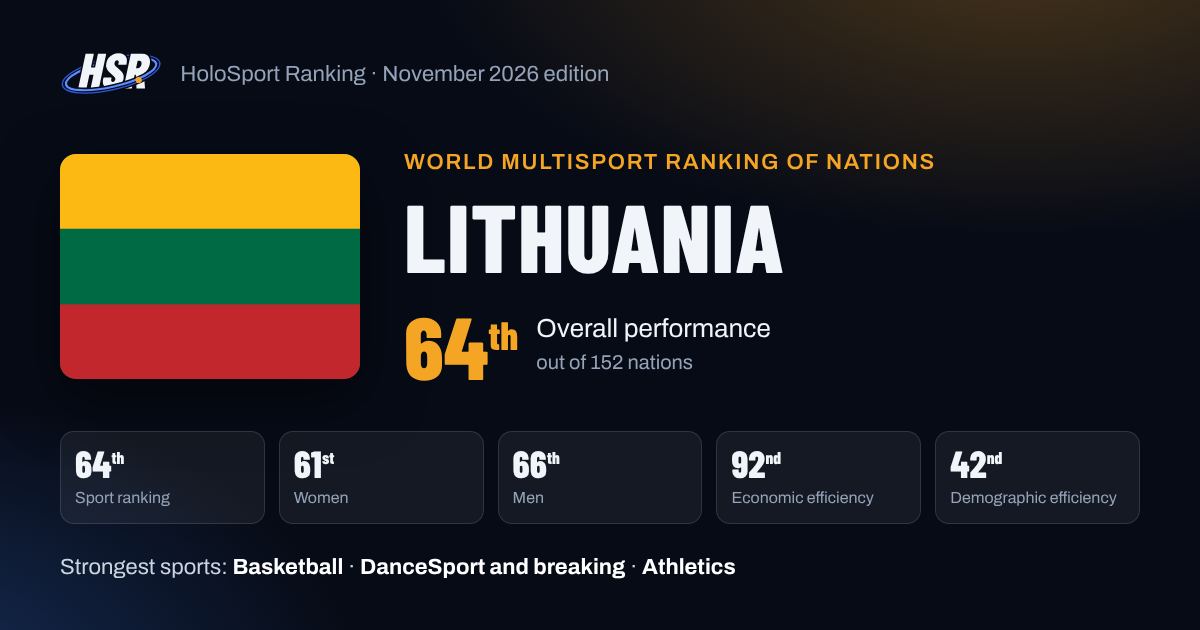 HSR HoloSport Ranking · November 2026 edition
WORLD MULTISPORT RANKING OF NATIONS
LITHUANIA
64th Overall performance
out of 152 nations
64th
Sport ranking
61st
Women
66th
Men
92nd
Economic efficiency
42nd
Demographic efficiency
Strongest sports: Basketball · DanceSport and breaking · Athletics